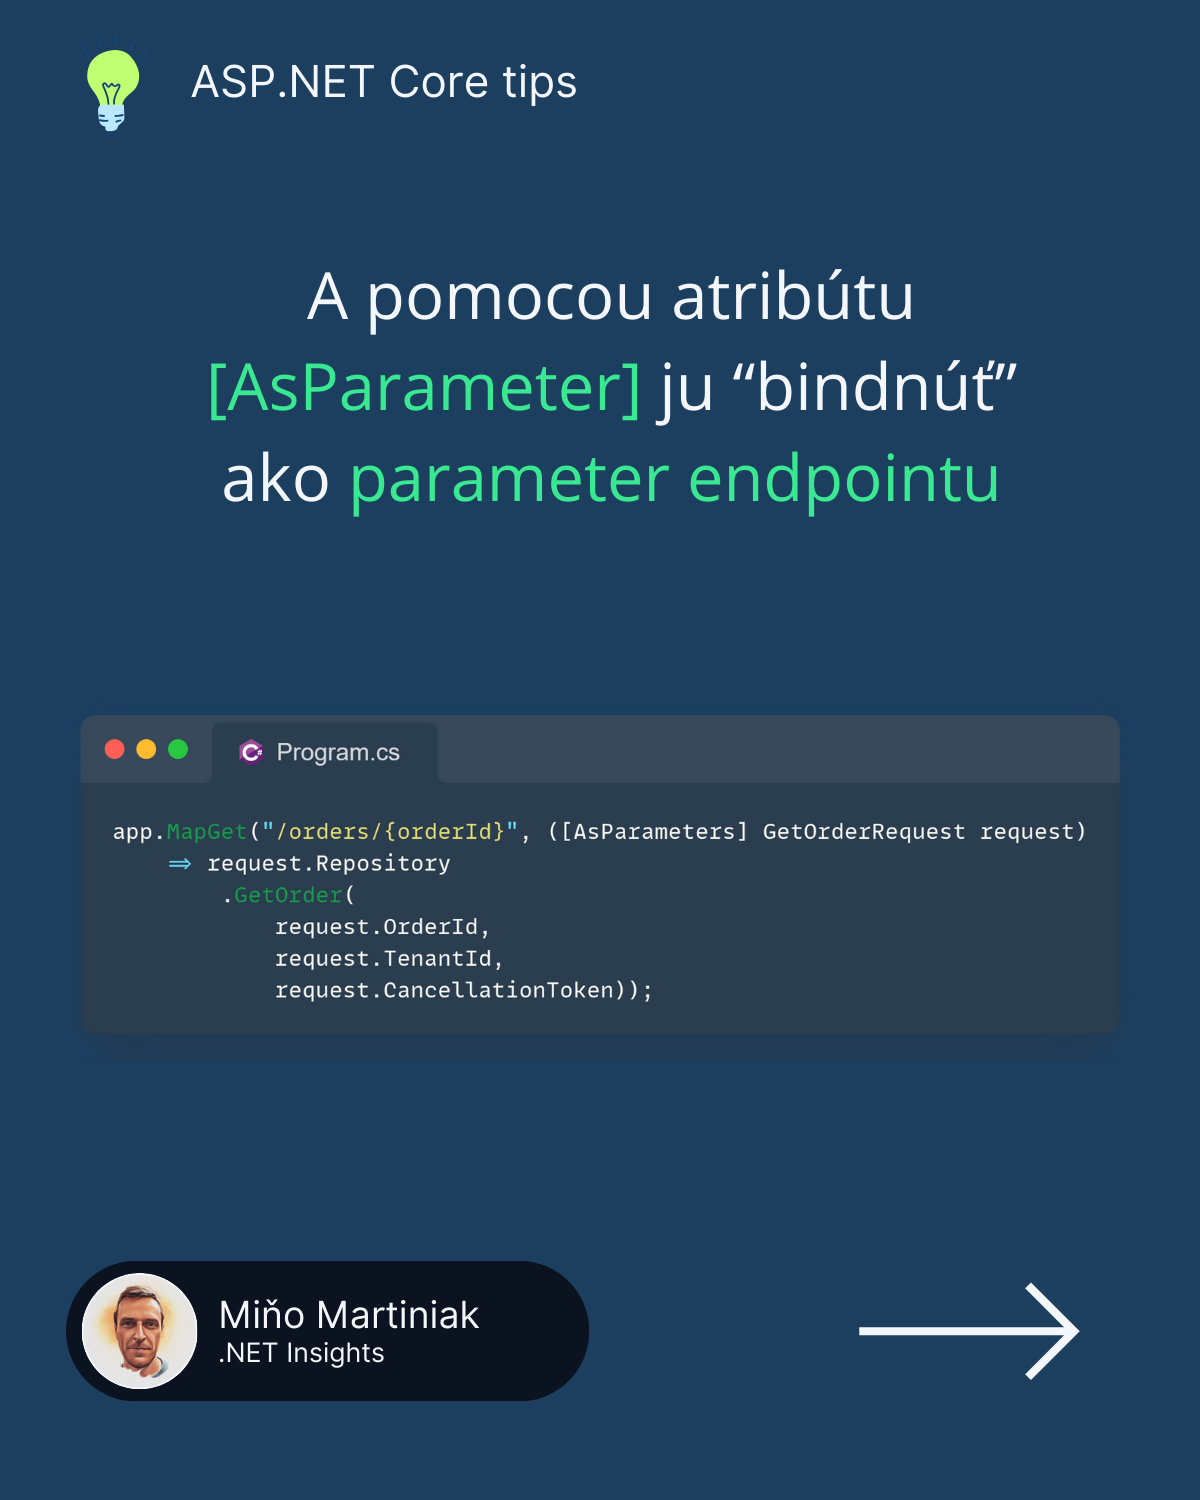 ASP.NET Core tips
A pomocou atribútu
[AsParameter] ju “bindnúť”
ako parameter endpointu
Program.cs
app.MapGet("/orders/{orderId}", ([AsParameters] GetOrderRequest request)
=> request.Repository
.GetOrder(
request.OrderId,
request.TenantId,
request.CancellationToken));
Miňo Martiniak
.NET Insights